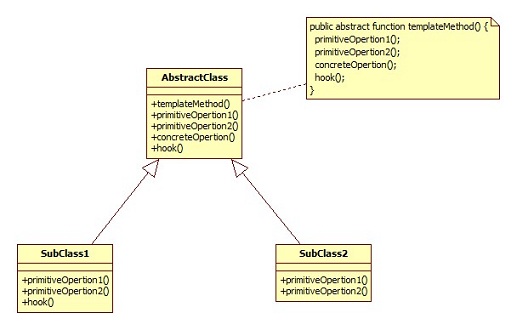 public abstract function templateMethod() {
primitiveOpertion1();
primitiveOpertion2();
concreteOpertion();
hook();
}
AbstractClass
+templateMethod()
+primitiveOpertion1()
+primitiveOpertion2()
+concreteOpertion()
+hook()
SubClass1
+primitiveOpertion1()
+primitiveOpertion2()
+hook()
SubClass2
+primitiveOpertion1()
+primitiveOpertion2()